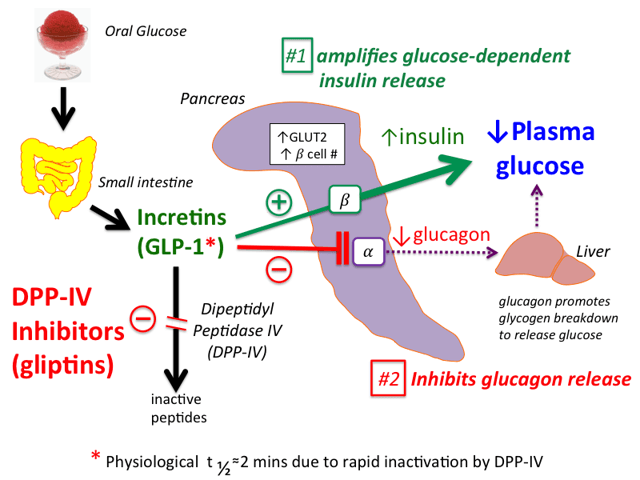 Oral Glucose
#1 amplifies glucose-dependent
insulin release
Pancreas
↑GLUT2
↑ β cell #
↑insulin
↓Plasma
glucose
Small intestine
Incretins
(GLP-1*)
+
β
−
α
↓glucagon
Liver
glucagon promotes
glycogen breakdown
to release glucose
DPP-IV
Inhibitors
(gliptins)
−
Dipeptidyl
Peptidase IV
(DPP-IV)
#2 Inhibits glucagon release
inactive
peptides
* Physiological t ½≈2 mins due to rapid inactivation by DPP-IV